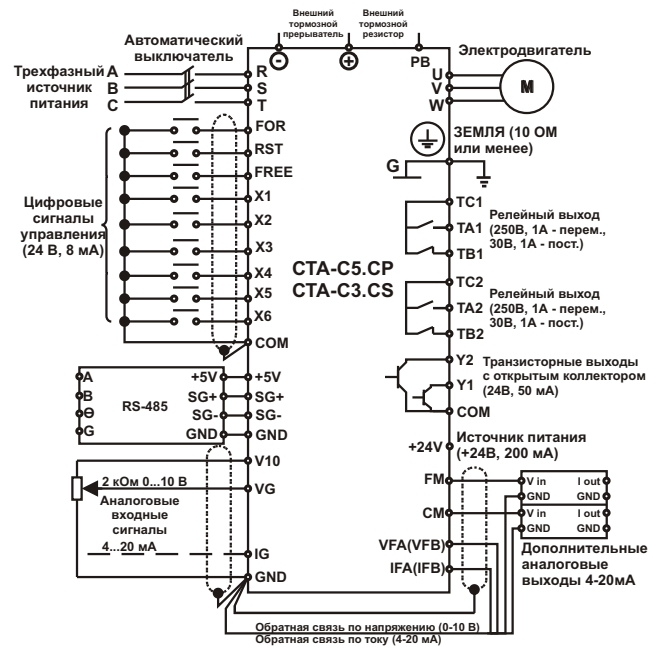 Внешний тормозной прерыватель
Внешний тормозной резистор
Автоматический выключатель
PB
Электродвигатель
Трехфазный источник питания
A
B
C
R
S
T
U
V
W
M
FOR
RST
FREE
X1
X2
X3
X4
X5
X6
COM
Цифровые сигналы управления (24 В, 8 мА)
ЗЕМЛЯ (10 ОМ или менее)
G
TC1
TA1
TB1
Релейный выход (250В, 1А - перем., 30В, 1А - пост.)
CTA-C5.CP
CTA-C3.CS
TC2
TA2
TB2
Релейный выход (250В, 1А - перем., 30В, 1А - пост.)
Y2
Y1
COM
Транзисторные выходы с открытым коллектором (24В, 50 мА)
A
B
Θ
G
RS-485
+5V
SG+
SG-
GND
+5V
SG+
SG-
GND
+24V
Источник питания (+24В, 200 мА)
V10
VG
2 кОм 0...10 В
Аналоговые входные сигналы
4...20 мА
IG
GND
FM
CM
VFA(VFB)
IFA(IFB)
V in
I out
GND
GND
V in
I out
GND
GND
Дополнительные аналоговые выходы 4-20мА
Обратная связь по напряжению (0-10 В)
Обратная связь по току (4-20 мА)